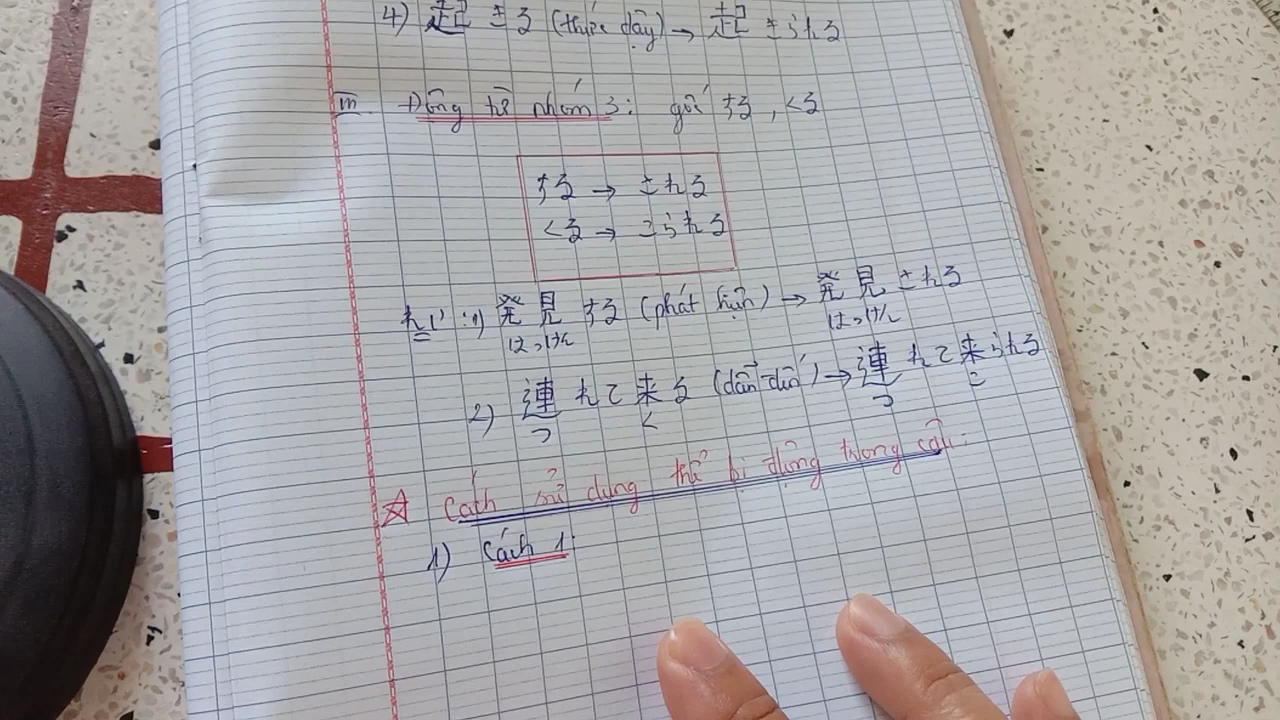 4) 起きる (thức dậy) → 起きられる
III. Động từ nhóm 3: gồi する, くる
する → される
くる → こられる
れい: 1) 発見する (phát hiện) → 発見される
はっけん はっけん
2) 連れて来る (dẫn đến) → 連れて来られる
つ く つ こ
☆ Cách sử dụng thể bị động trong câu:
1) Cách 1: